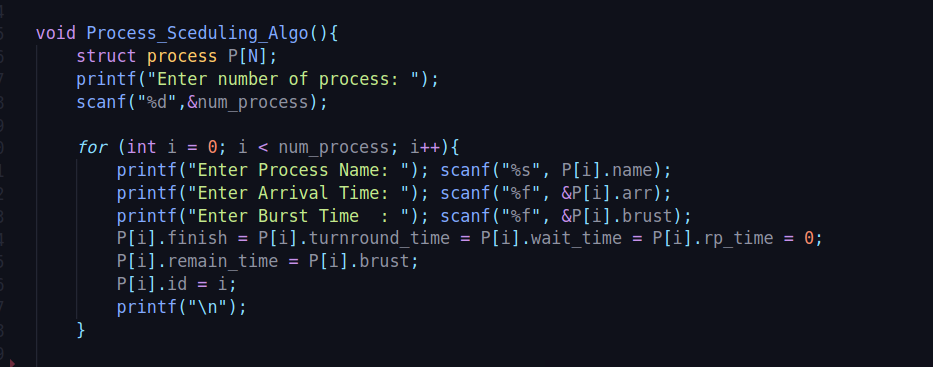 void Process_Sceduling_Algo(){
    struct process P[N];
    printf("Enter number of process: ");
    scanf("%d",&num_process);

    for (int i = 0; i < num_process; i++){
        printf("Enter Process Name: "); scanf("%s", P[i].name);
        printf("Enter Arrival Time: "); scanf("%f", &P[i].arr);
        printf("Enter Burst Time  : "); scanf("%f", &P[i].brust);
        P[i].finish = P[i].turnround_time = P[i].wait_time = P[i].rp_time = 0;
        P[i].remain_time = P[i].brust;
        P[i].id = i;
        printf("\n");
    }